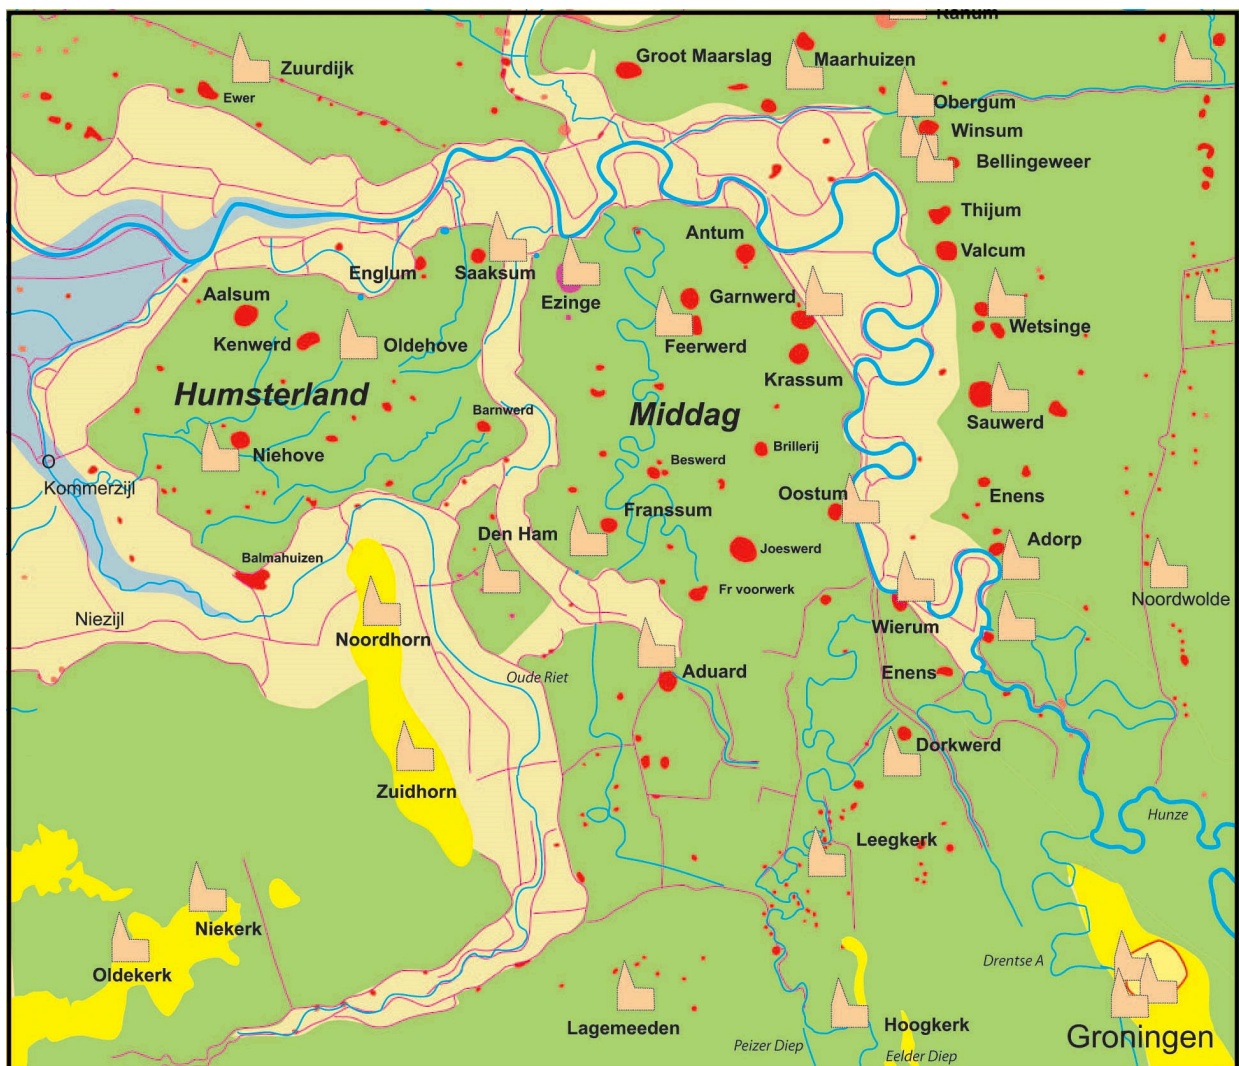 Ranum
Groot Maarslag
Maarhuizen
Zuurdijk
Ewer
Obergum
Winsum
Bellingeweer
Thijum
Antum
Valcum
Englum
Saaksum
Ezinge
Garnwerd
Aalsum
Wetsinge
Kenwerd
Oldehove
Feerwerd
Krassum
Humsterland
Middag
Barnwerd
Sauwerd
Niehove
Brillerij
O
Kommerzijl
Beswerd
Oostum
Enens
Franssum
Den Ham
Adorp
Balmahuizen
Joeswerd
Fr voorwerk
Noordwolde
Niezijl
Noordhorn
Wierum
Oude Riet
Aduard
Enens
Dorkwerd
Zuidhorn
Hunze
Leegkerk
Niekerk
Drentse A
Oldekerk
Lagemeeden
Hoogkerk
Groningen
Peizer Diep
Eelder Diep